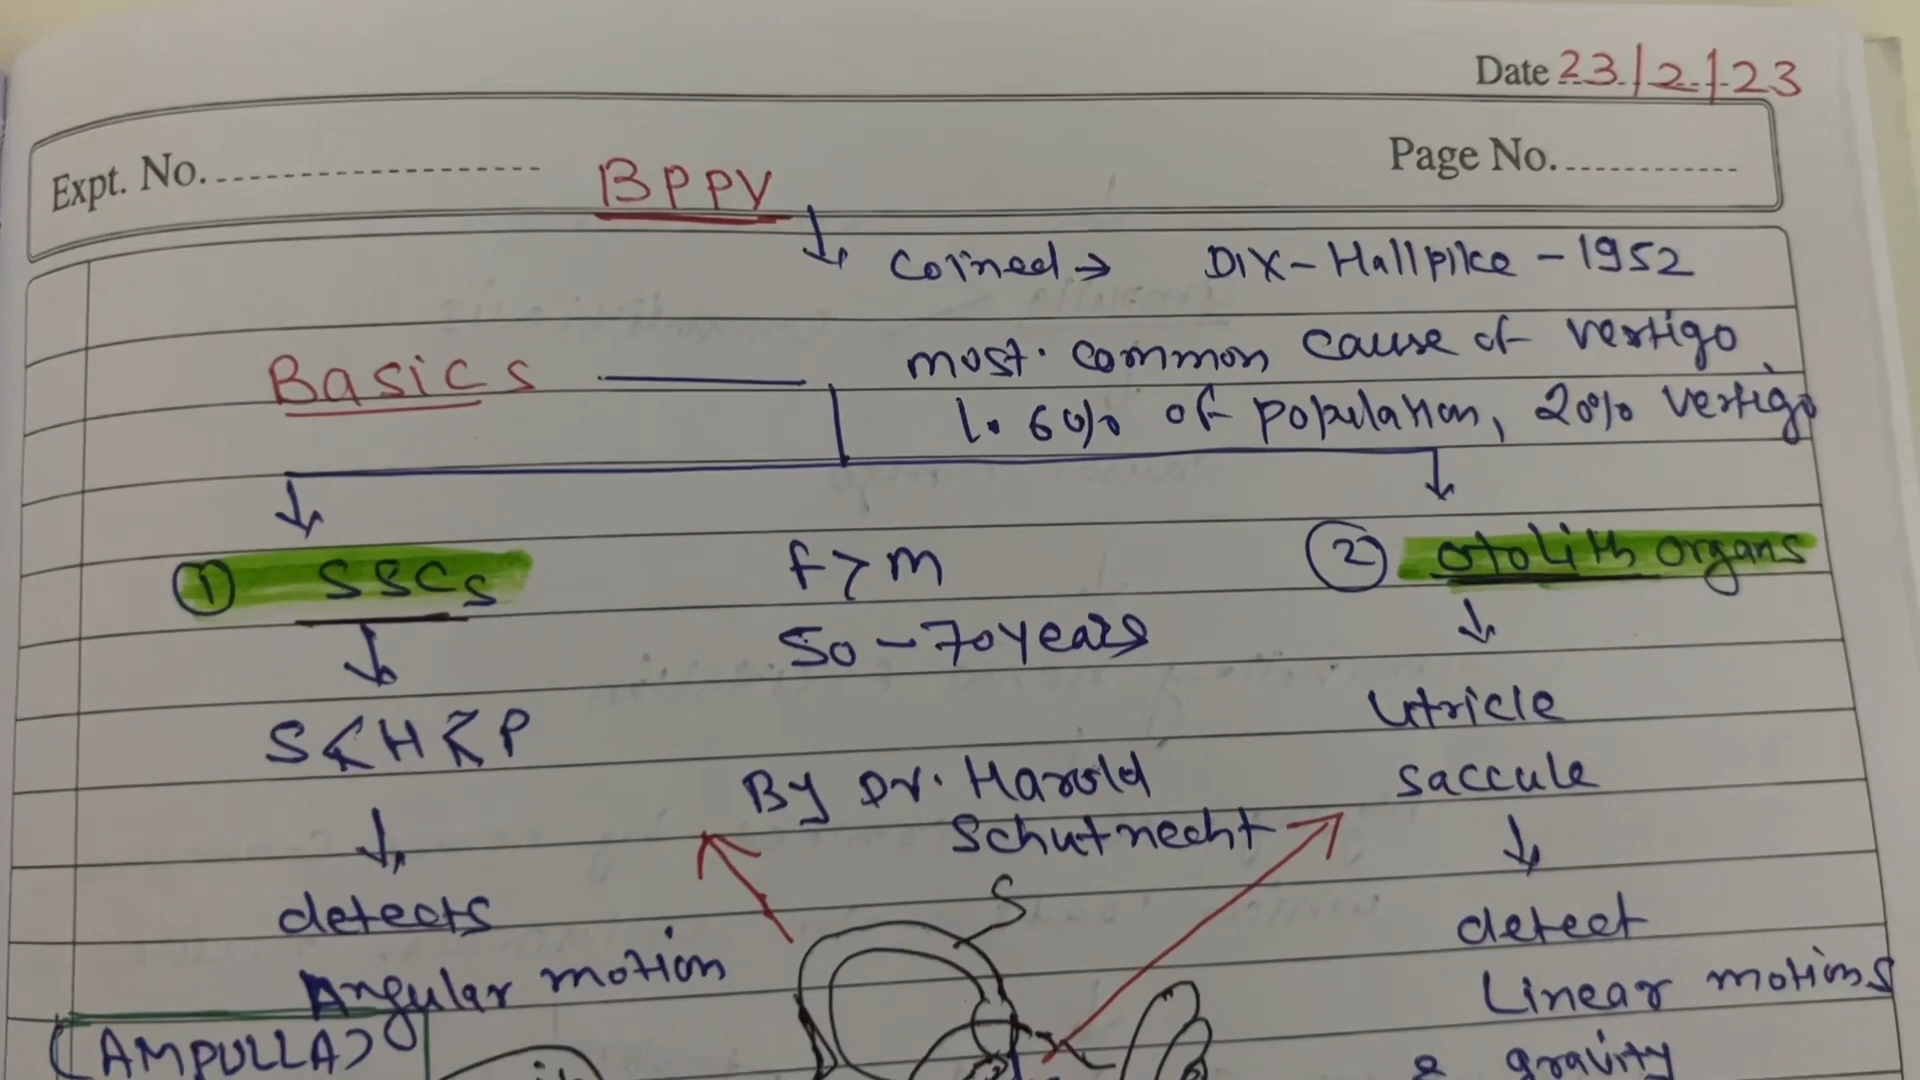 Date 23/2/23
Expt. No.
Page No.
BPPV
Coined → DIX-Hallpike - 1952
Basics
most common cause of vertigo
1.6% of population, 20% vertigo
① SSCs
F > M
② otolith organs
50-70 years
Utricle
S < H < P
Saccule
By Dr. Harold
Schutnecht
S
detects
detect
Angular motion
Linear motions
(AMPULLA)
& gravity